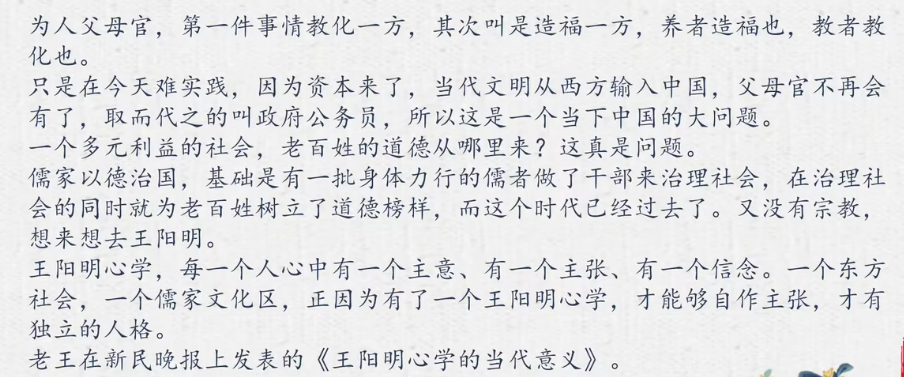 为人父母官，第一件事情教化一方，其次叫是造福一方，养者造福也，教者教
化也。
只是在今天难实践，因为资本来了，当代文明从西方输入中国，父母官不再会
有了，取而代之的叫政府公务员，所以这是一个当下中国的大问题。
一个多元利益的社会，老百姓的道德从哪里来？这真是问题。
儒家以德治国，基础是有一批身体力行的儒者做了干部来治理社会，在治理社
会的同时就为老百姓树立了道德榜样，而这个时代已经过去了。又没有宗教，
想来想去王阳明。
王阳明心学，每一个人心中有一个主意、有一个主张、有一个信念。一个东方
社会，一个儒家文化区，正因为有了一个王阳明心学，才能够自作主张，才有
独立的人格。
老王在新民晚报上发表的《王阳明心学的当代意义》。